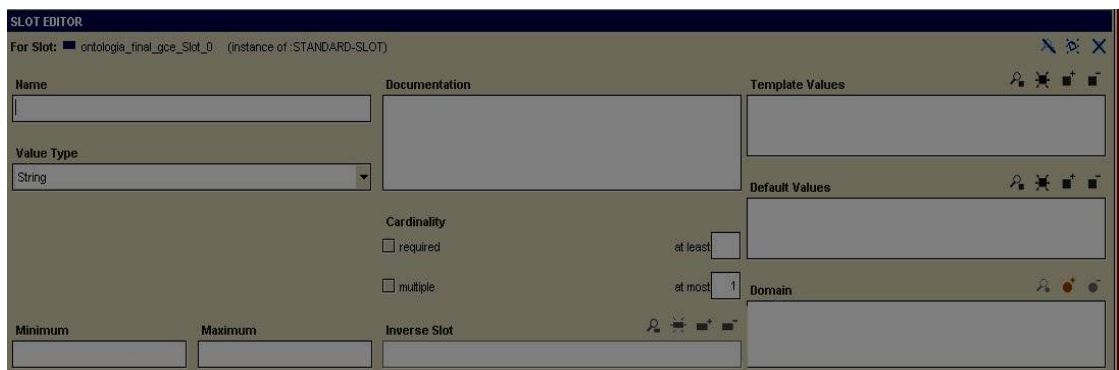 SLOT EDITOR
For Slot: ontologia_final_gce_Slot_0 (instance of :STANDARD-SLOT)
Name
Documentation
Template Values
Value Type
String
Default Values
Cardinality
required
at least
multiple
at most 1
Domain
Minimum
Maximum
Inverse Slot